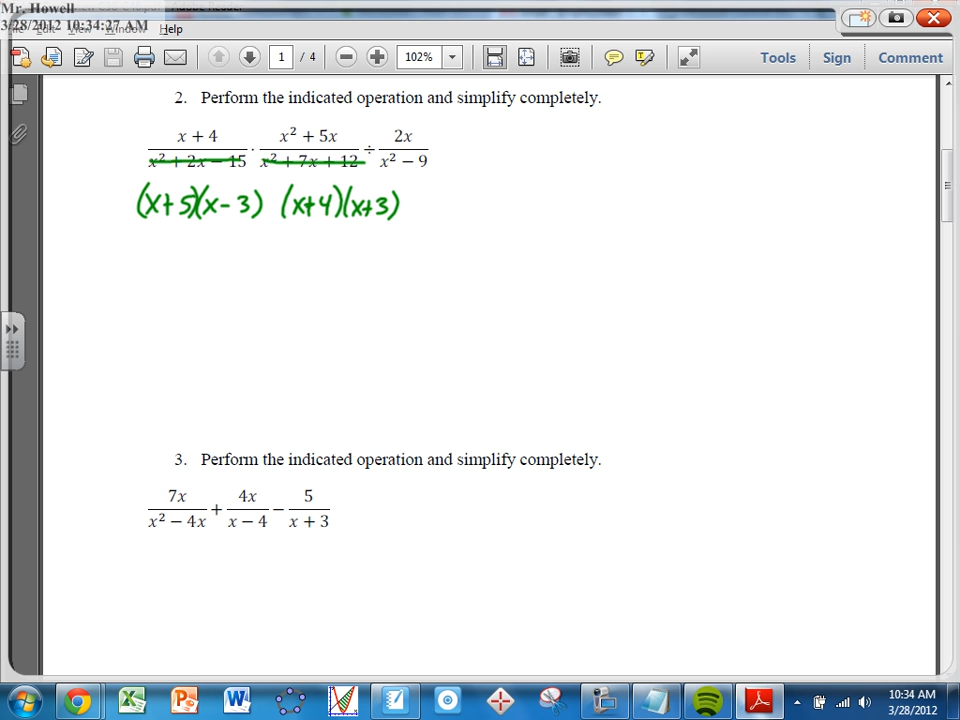 Mr. Howell
3/28/2012 10:34:27 AM
Window Help
1 / 4 102% Tools Sign Comment
2. Perform the indicated operation and simplify completely.
x + 4 x² + 5x 2x
· ÷
x² + 2x − 15 x² + 7x + 12 x² − 9
(x+5)(x-3) (x+4)(x+3)
3. Perform the indicated operation and simplify completely.
7x 4x 5
+ −
x² − 4x x − 4 x + 3
10:34 AM
3/28/2012